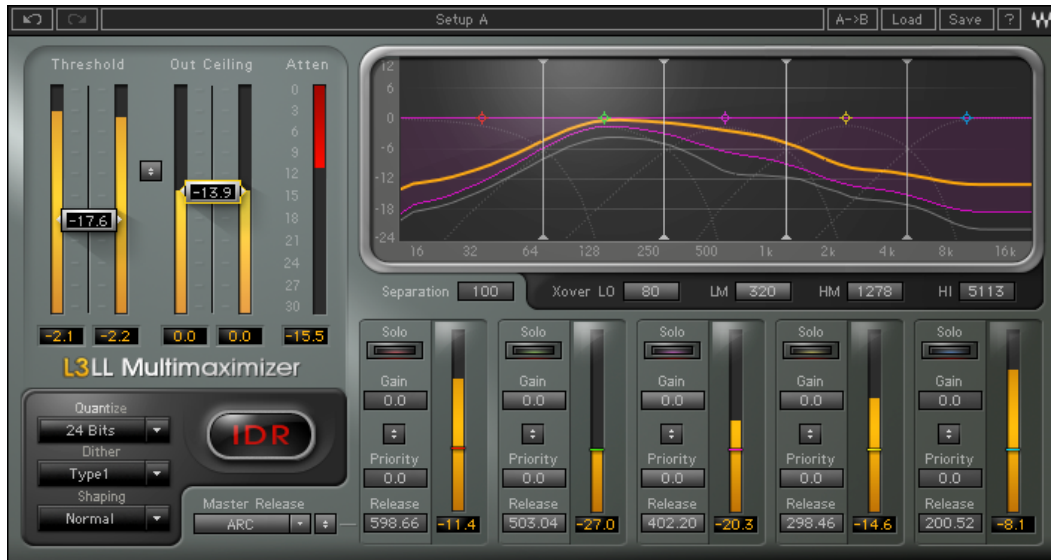 Setup A
A->B Load Save ?
Threshold Out Ceiling Atten
0
3
6
9
12
15
18
21
24
27
30
-17.6
-13.9
-2.1 -2.2 0.0 0.0 -15.5
L3LL Multimaximizer
Quantize
24 Bits
Dither
Type1
Shaping
Normal
IDR
Master Release
ARC
12
6
0
-6
-12
-18
-24
16 32 64 128 250 500 1k 2k 4k 8k 16k
Separation 100 Xover LO 80 LM 320 HM 1278 HI 5113
Solo Solo Solo Solo Solo
Gain Gain Gain Gain Gain
0.0 0.0 0.0 0.0 0.0
Priority Priority Priority Priority Priority
0.0 0.0 0.0 0.0 0.0
Release Release Release Release Release
598.66 -11.4 503.04 -27.0 402.20 -20.3 298.46 -14.6 200.52 -8.1